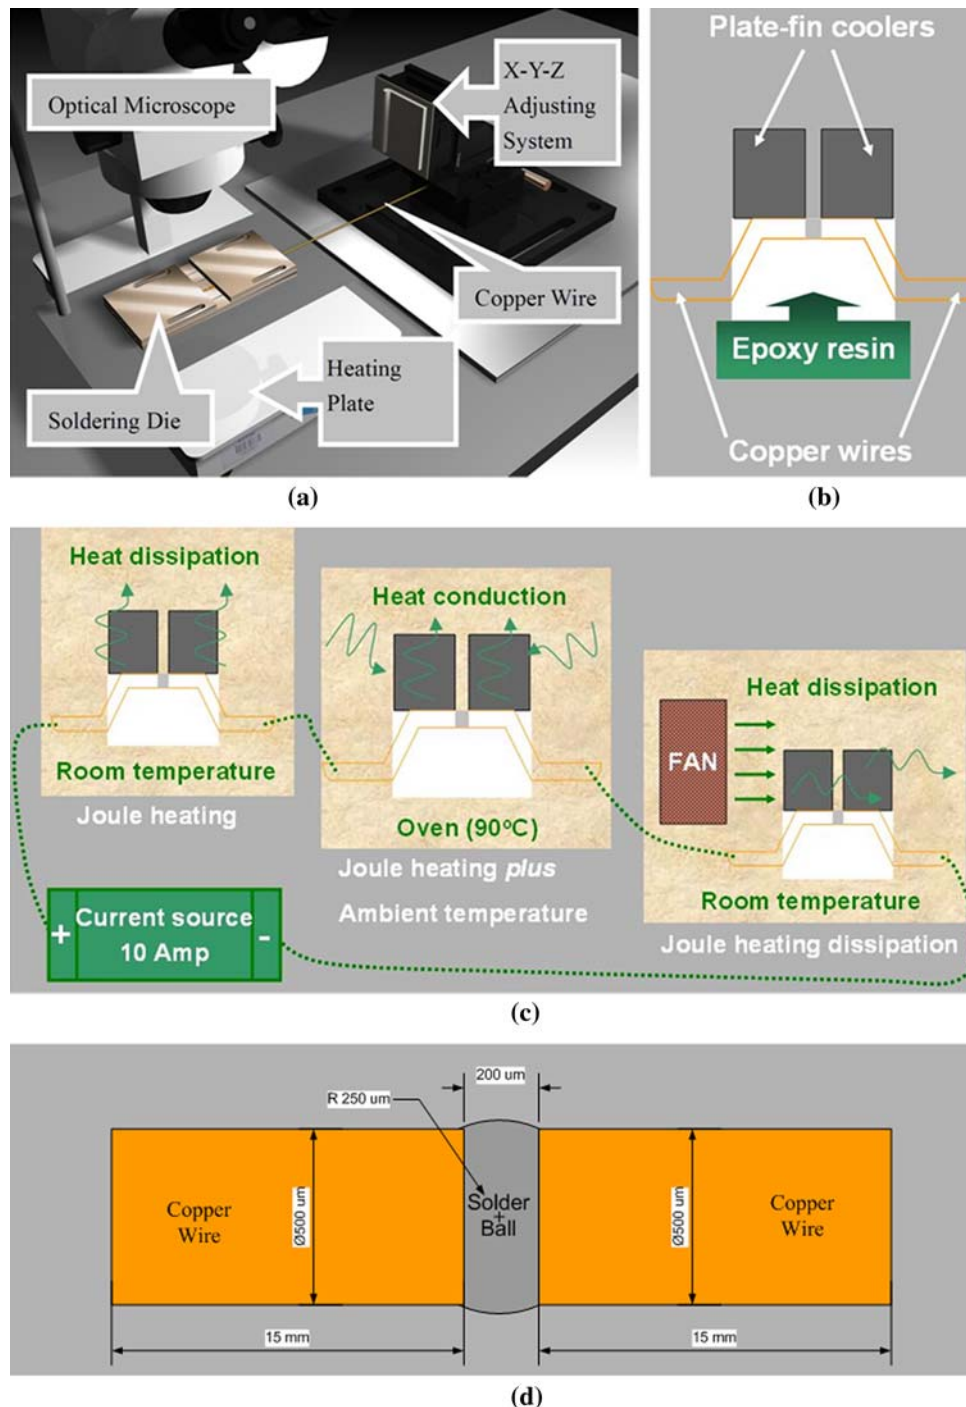 Optical Microscope
X-Y-Z
Adjusting
System
Copper Wire
Heating
Plate
Soldering Die
(a)
Plate-fin coolers
Epoxy resin
Copper wires
(b)
Heat dissipation
Room temperature
Joule heating
Heat conduction
Oven (90°C)
Joule heating plus
Ambient temperature
Heat dissipation
FAN
Room temperature
Joule heating dissipation
+
Current source
10 Amp
-
(c)
200 um
R 250 um
Copper
Wire
Ø500 um
Solder
+
Ball
Ø500 um
Copper
Wire
15 mm
15 mm
(d)